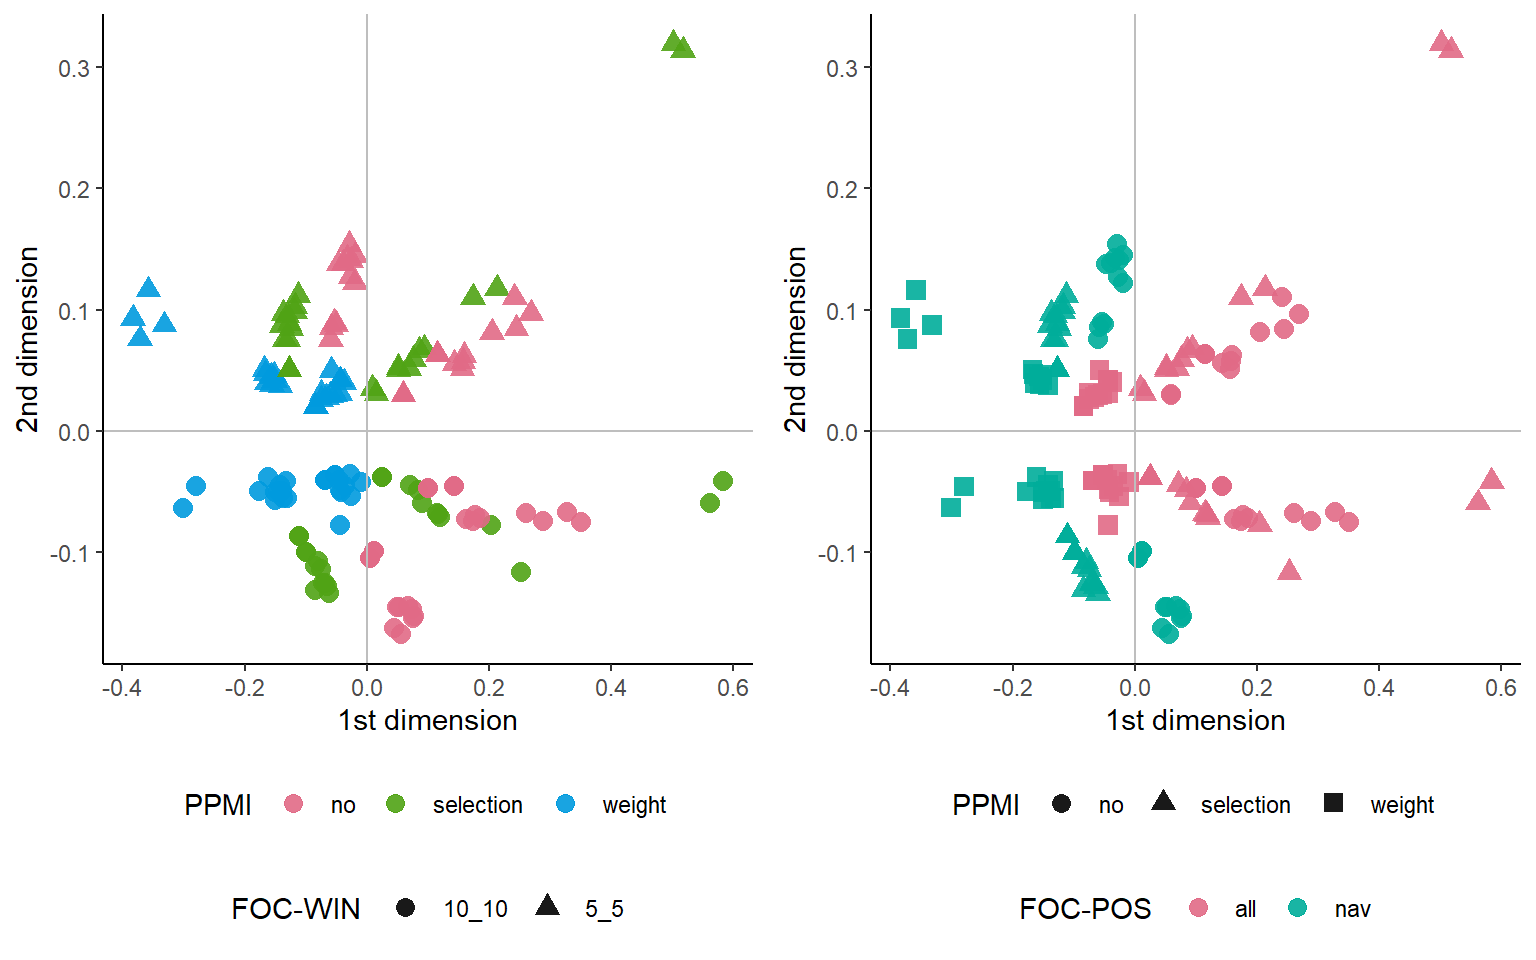 0.3
0.2
0.1
0.0
-0.1
2nd dimension
-0.4 -0.2 0.0 0.2 0.4 0.6
1st dimension
PPMI no selection weight
FOC-WIN 10_10 5_5
0.3
0.2
0.1
0.0
-0.1
2nd dimension
-0.4 -0.2 0.0 0.2 0.4 0.6
1st dimension
PPMI no selection weight
FOC-POS all nav